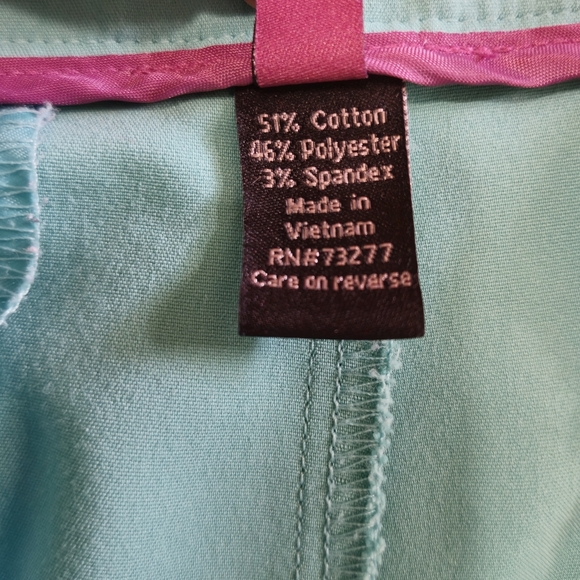 51% Cotton
46% Polyester
3% Spandex
Made in
Vietnam
RN#73277
Care on reverse